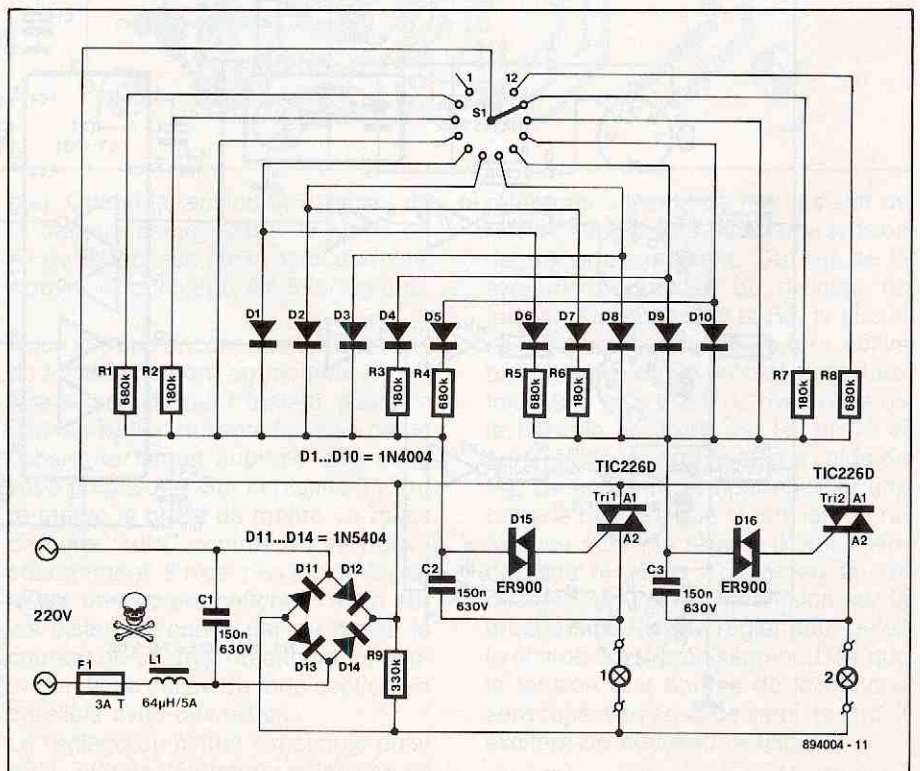 1
12
S1
D1
D2
D3
D4
D5
D6
D7
D8
D9
D10
R1
680k
R2
180k
R3
180k
R4
680k
R5
680k
R6
180k
R7
180k
R8
680k
D1...D10 = 1N4004
TIC226D
Tri1
A1
A2
TIC226D
Tri2
A1
A2
D11...D14 = 1N5404
D15
ER900
D16
ER900
C2
150n
630V
C3
150n
630V
220V
C1
150n
630V
D11
D12
D13
D14
R9
330k
F1
3A T
L1
64µH/5A
1
2
894004 - 11